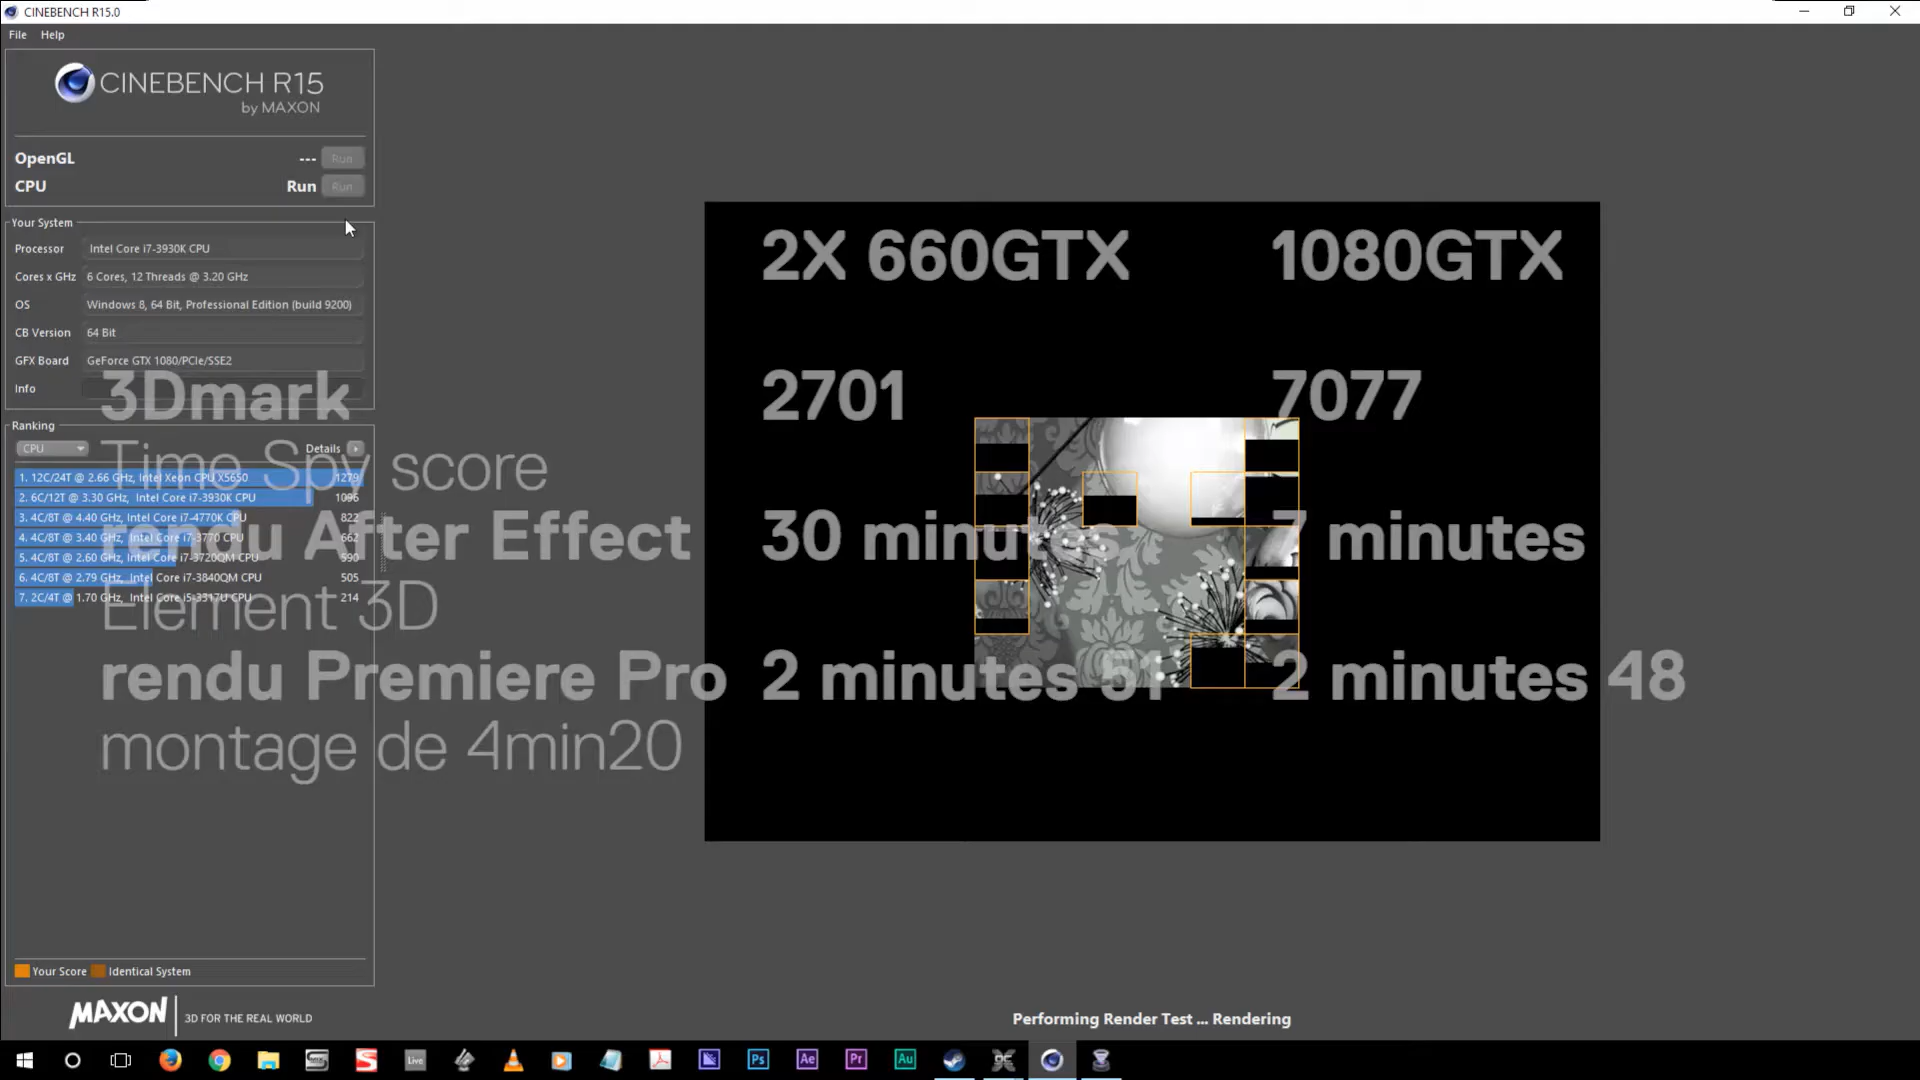 CINEBENCH R15.0
File Help
CINEBENCH R15
by MAXON
OpenGL --- Run
CPU Run Run
Your System
Processor Intel Core i7-3930K CPU
Cores x GHz 6 Cores, 12 Threads @ 3.20 GHz
OS Windows 8, 64 Bit, Professional Edition (build 9200)
CB Version 64 Bit
GFX Board GeForce GTX 1080/PCIe/SSE2
Info
Ranking
CPU Details
1. 12C/24T @ 2.66 GHz, Intel Xeon CPU X5650 1279
2. 6C/12T @ 3.30 GHz, Intel Core i7-3930K CPU 1096
3. 4C/8T @ 4.40 GHz, Intel Core i7-4770K CPU 822
4. 4C/8T @ 3.40 GHz, Intel Core i7-3770 CPU 662
5. 4C/8T @ 2.60 GHz, Intel Core i7-3720QM CPU 590
6. 4C/8T @ 2.79 GHz, Intel Core i7-3840QM CPU 505
7. 2C/4T @ 1.70 GHz, Intel Core i5-3317U CPU 214
Your Score Identical System
MAXON 3D FOR THE REAL WORLD
2X 660GTX 1080GTX
3Dmark 2701 7077
Time Spy score
rendu After Effect 30 minutes 7 minutes
Element 3D
rendu Premiere Pro 2 minutes 51 2 minutes 48
montage de 4min20
Performing Render Test ... Rendering
Live
Ps
Ae
Pr
Au